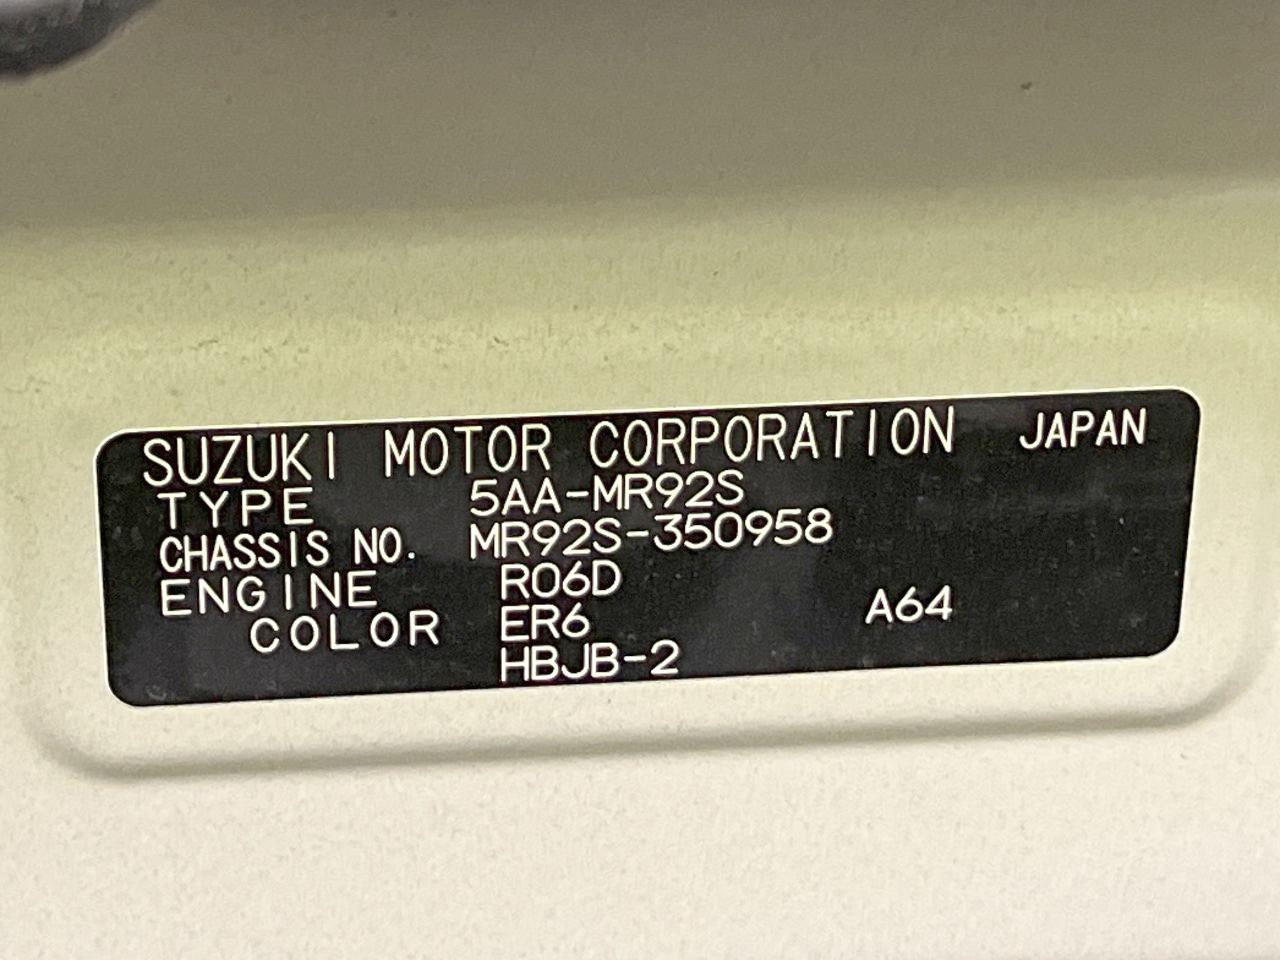 SUZUKI MOTOR CORPORATION JAPAN
TYPE 5AA-MR92S
CHASSIS NO. MR92S-350958
ENGINE R06D
COLOR ER6 A64
HBJB-2